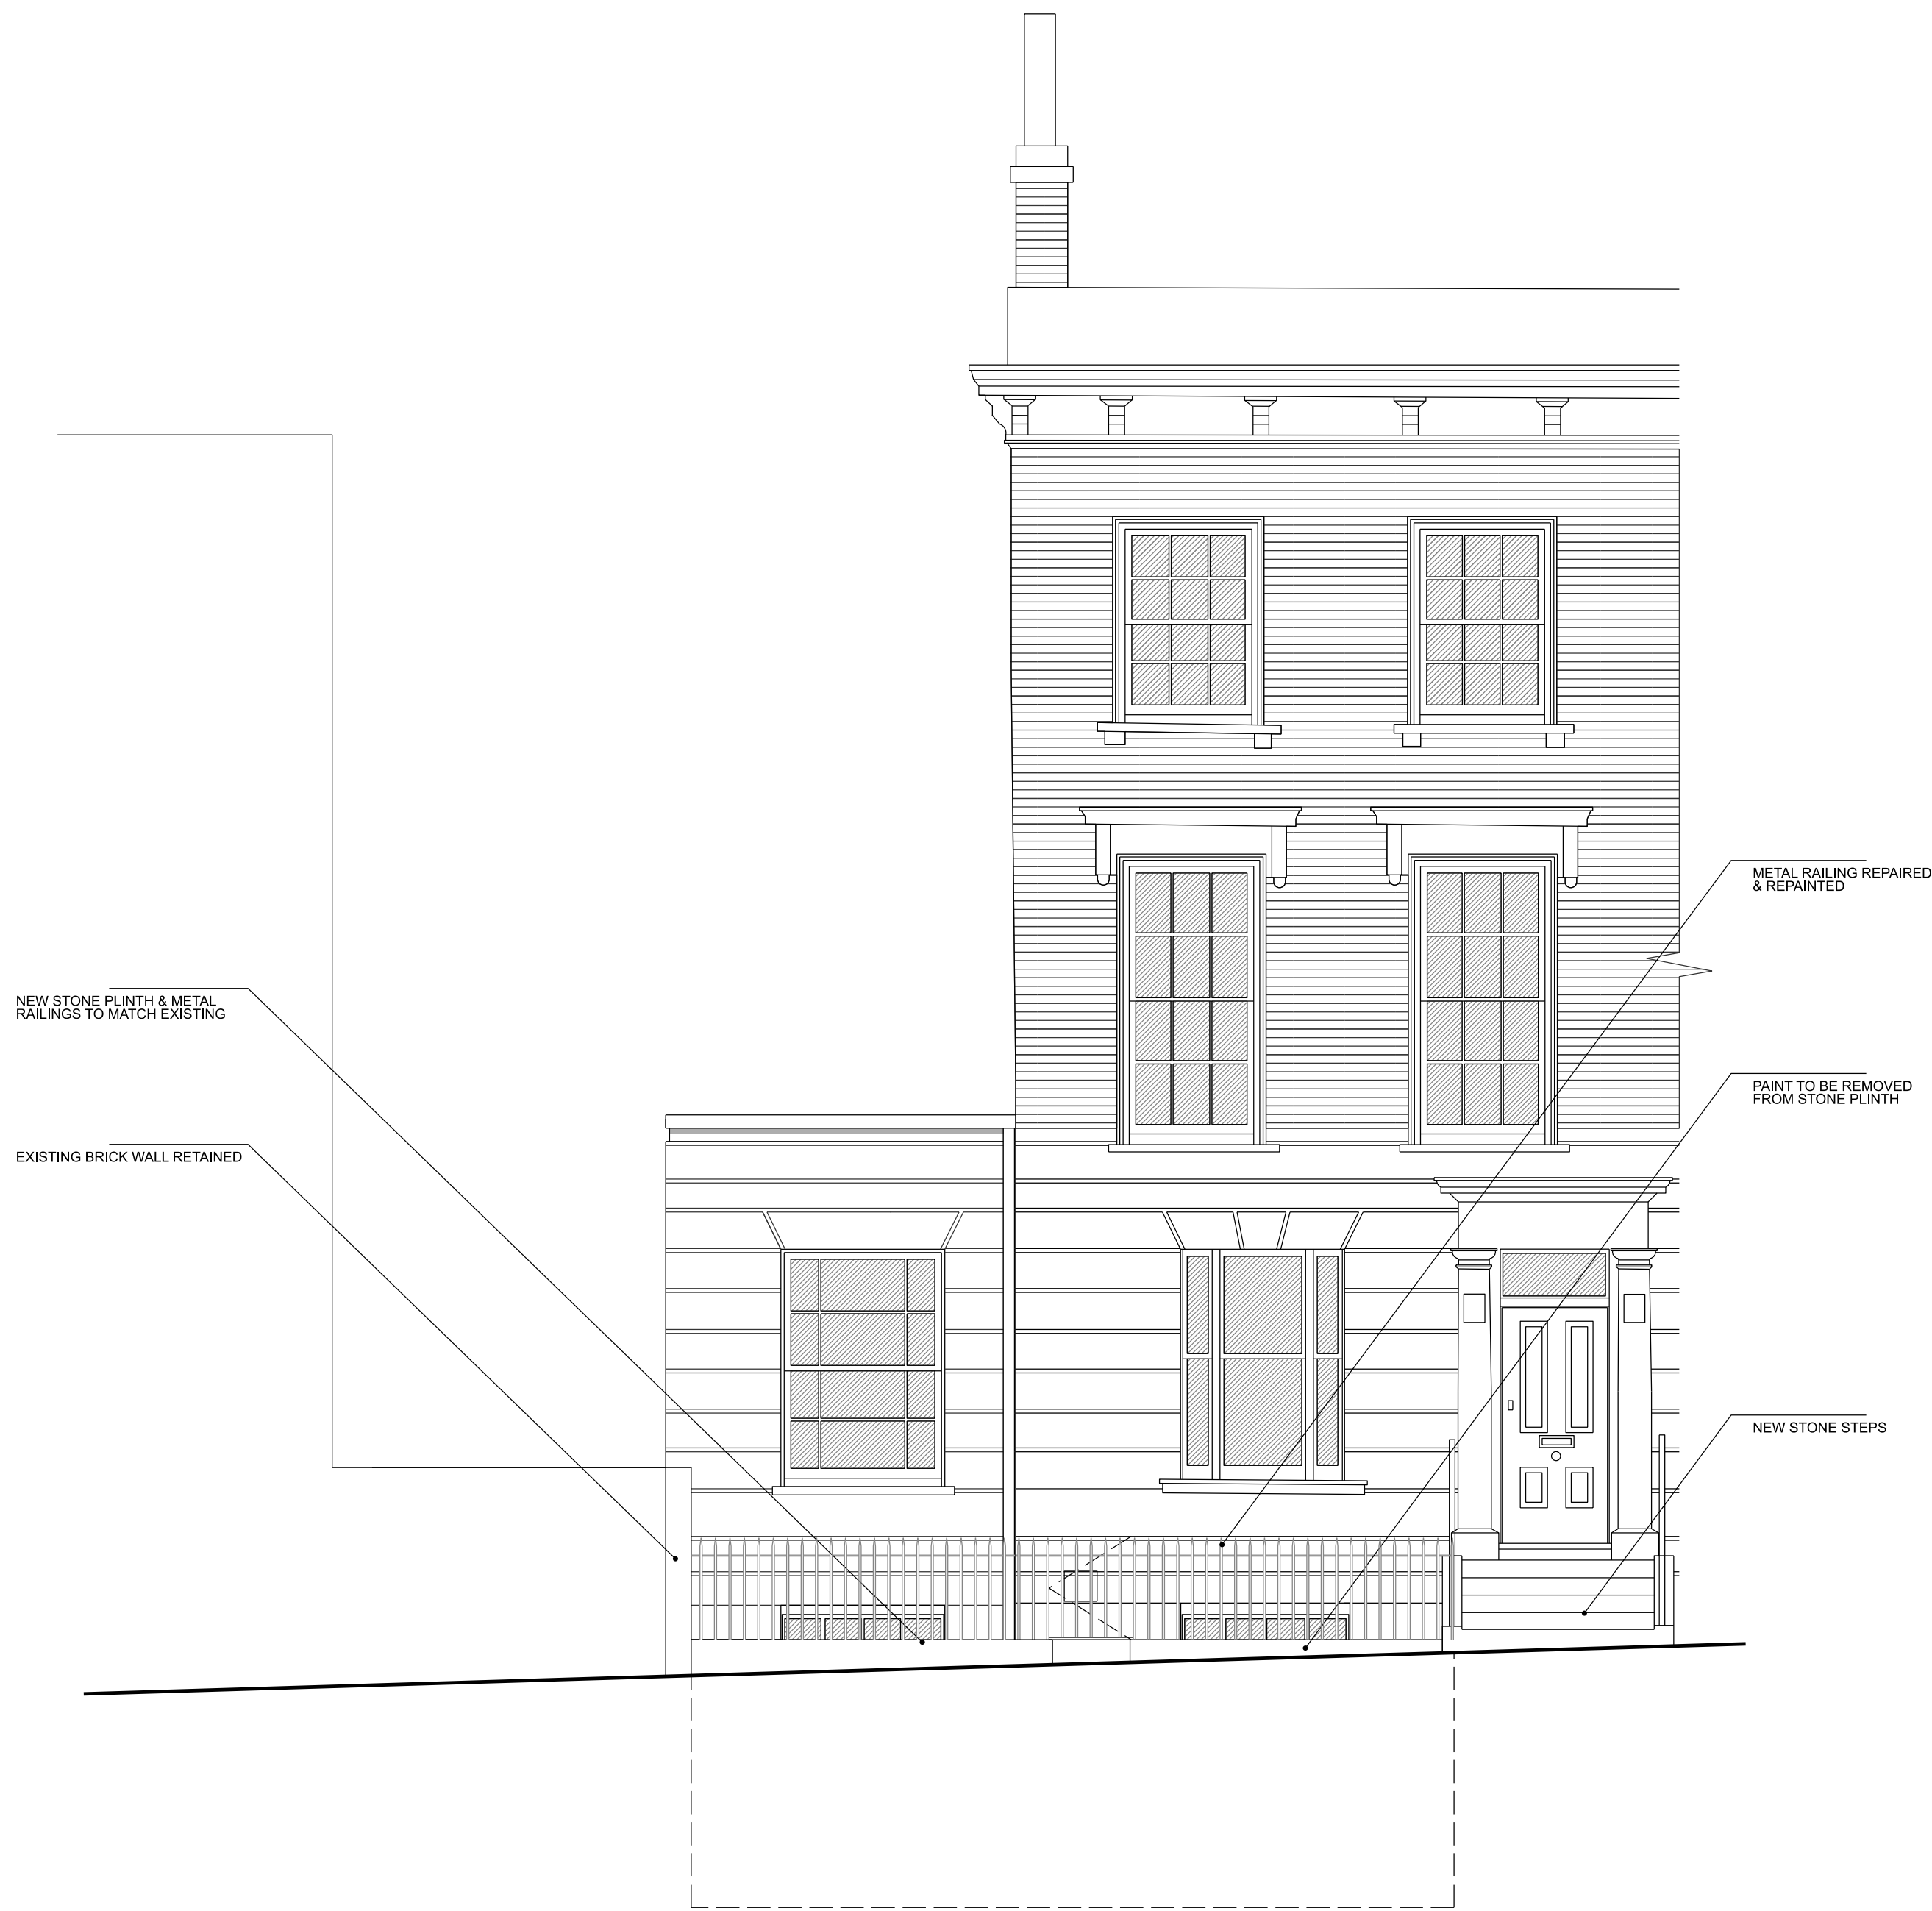 METAL RAILING REPAIRED
& REPAINTED
NEW STONE PLINTH & METAL
RAILINGS TO MATCH EXISTING
PAINT TO BE REMOVED
FROM STONE PLINTH
EXISTING BRICK WALL RETAINED
NEW STONE STEPS